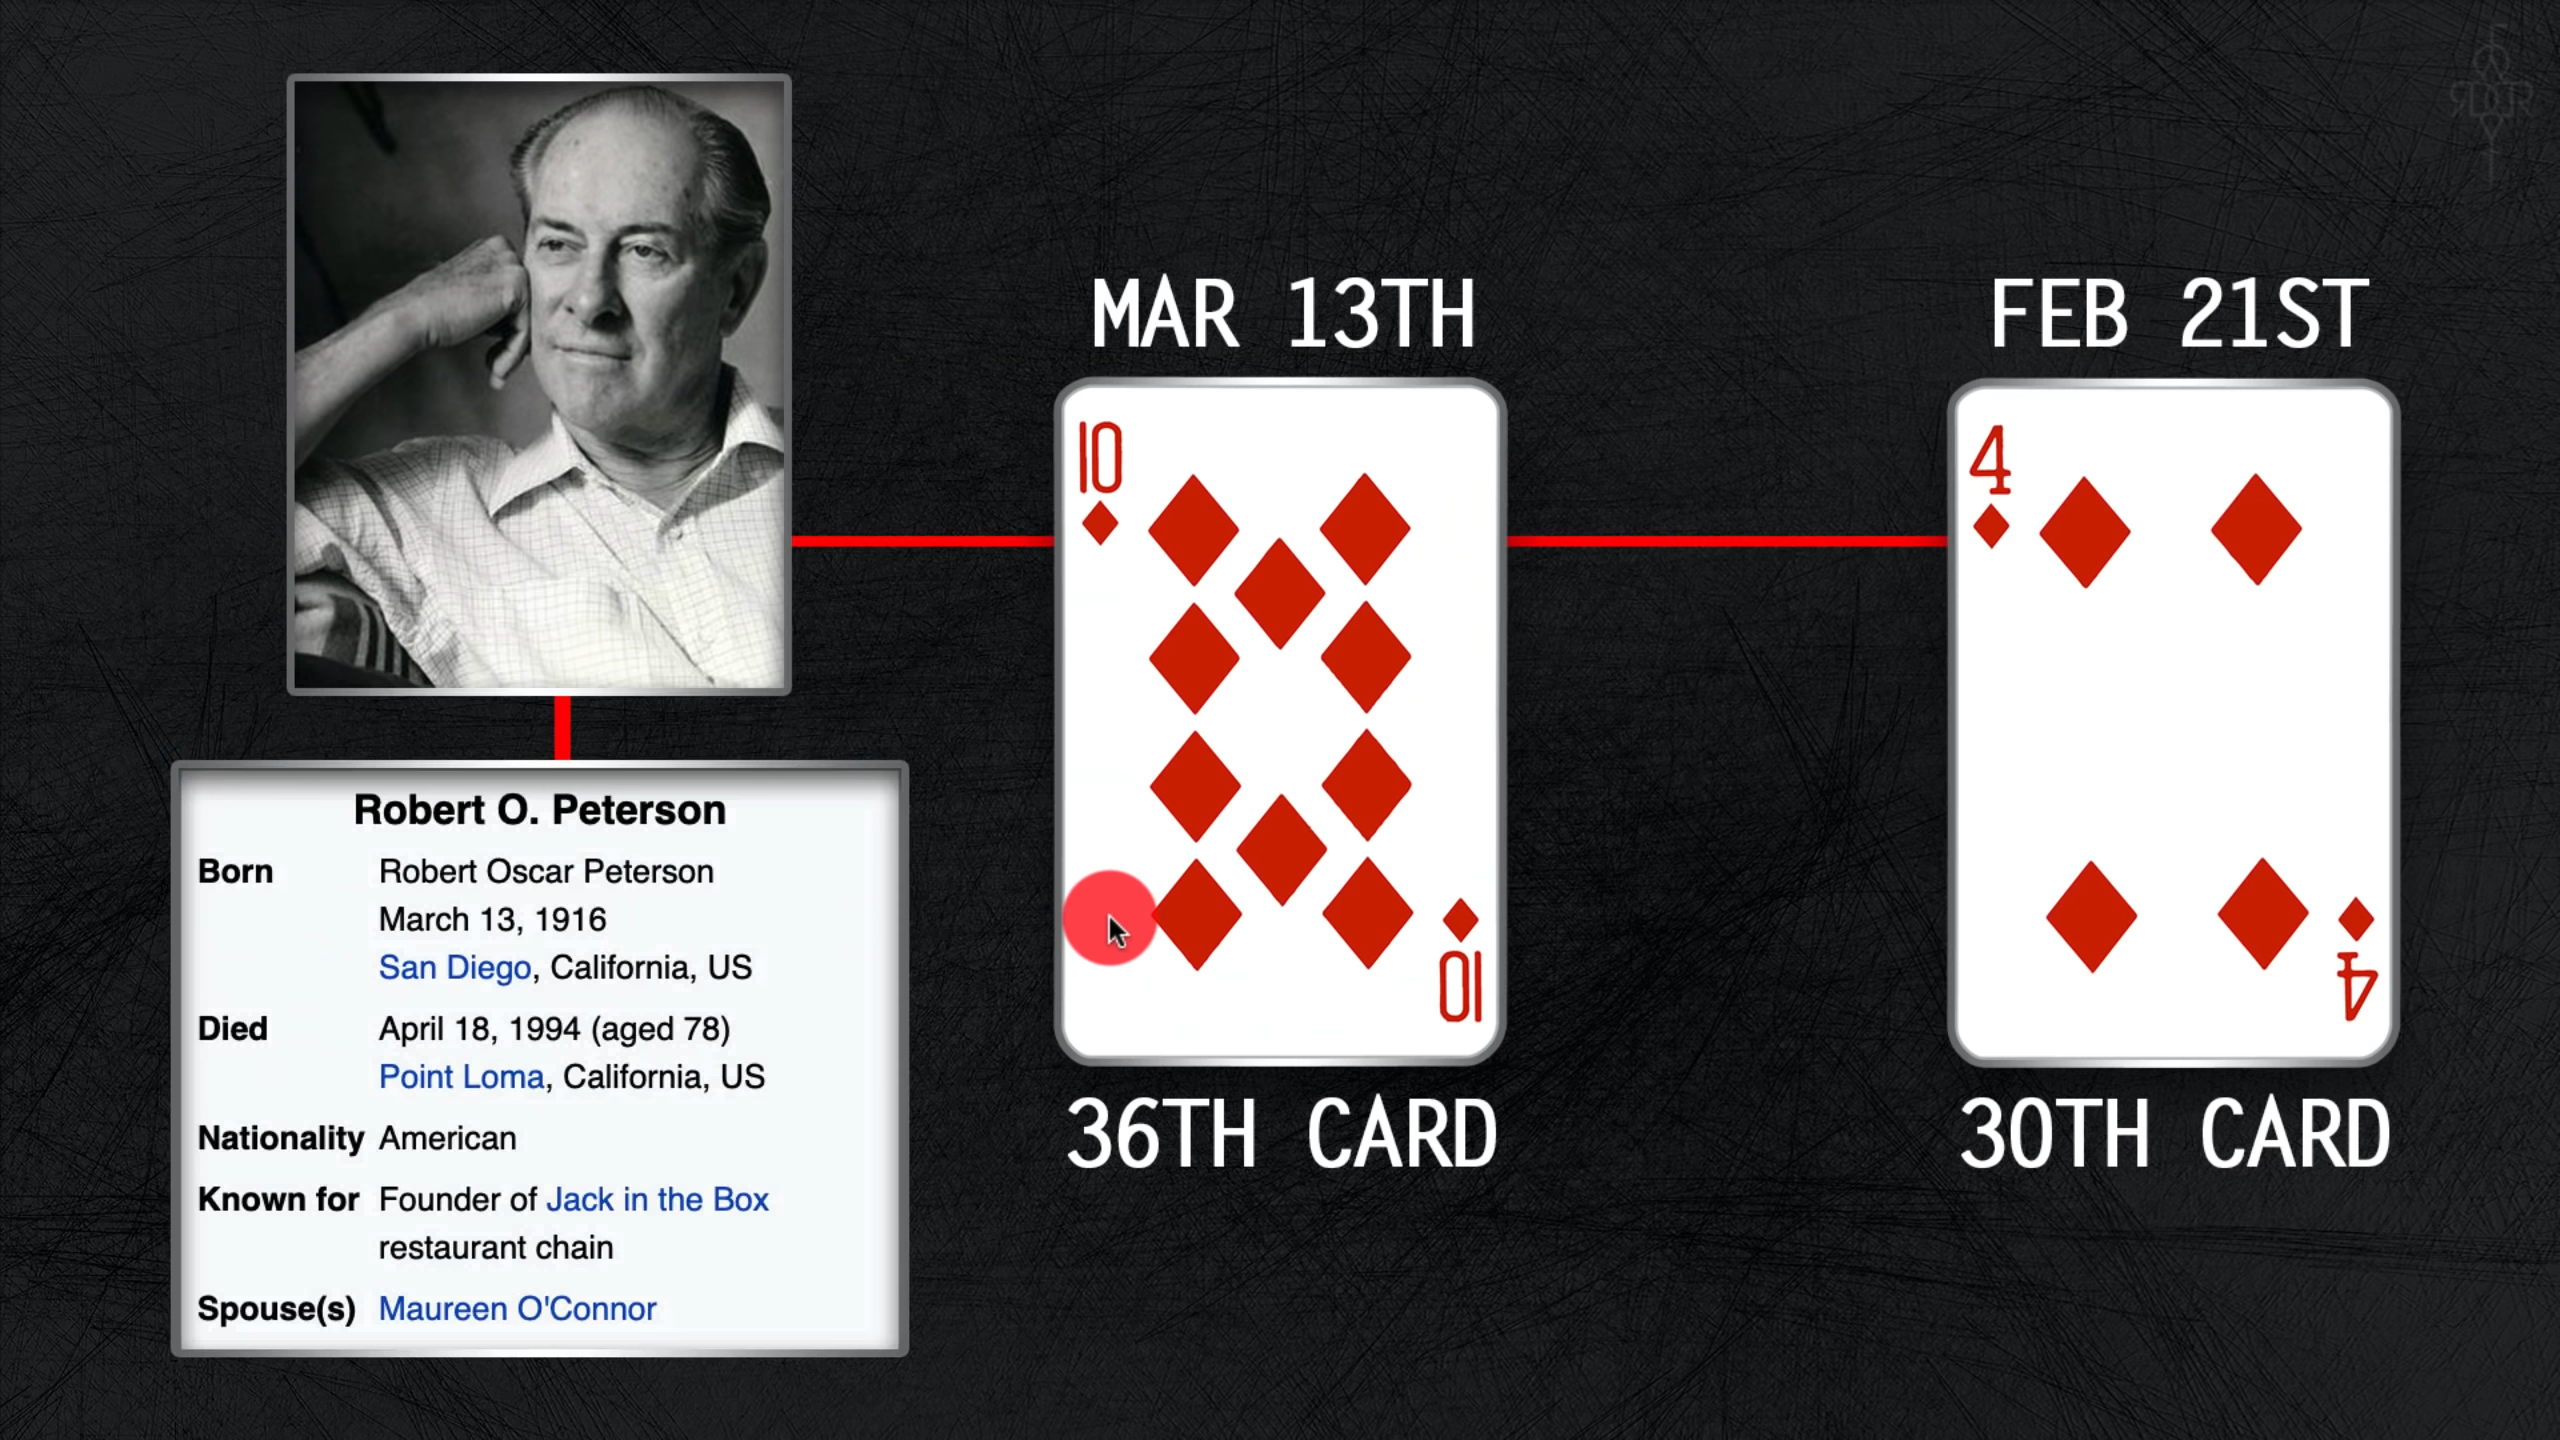 MAR 13TH
FEB 21ST
10
4
10
4
36TH CARD
30TH CARD
Robert O. Peterson
Born Robert Oscar Peterson
March 13, 1916
San Diego, California, US
Died April 18, 1994 (aged 78)
Point Loma, California, US
Nationality American
Known for Founder of Jack in the Box
restaurant chain
Spouse(s) Maureen O'Connor